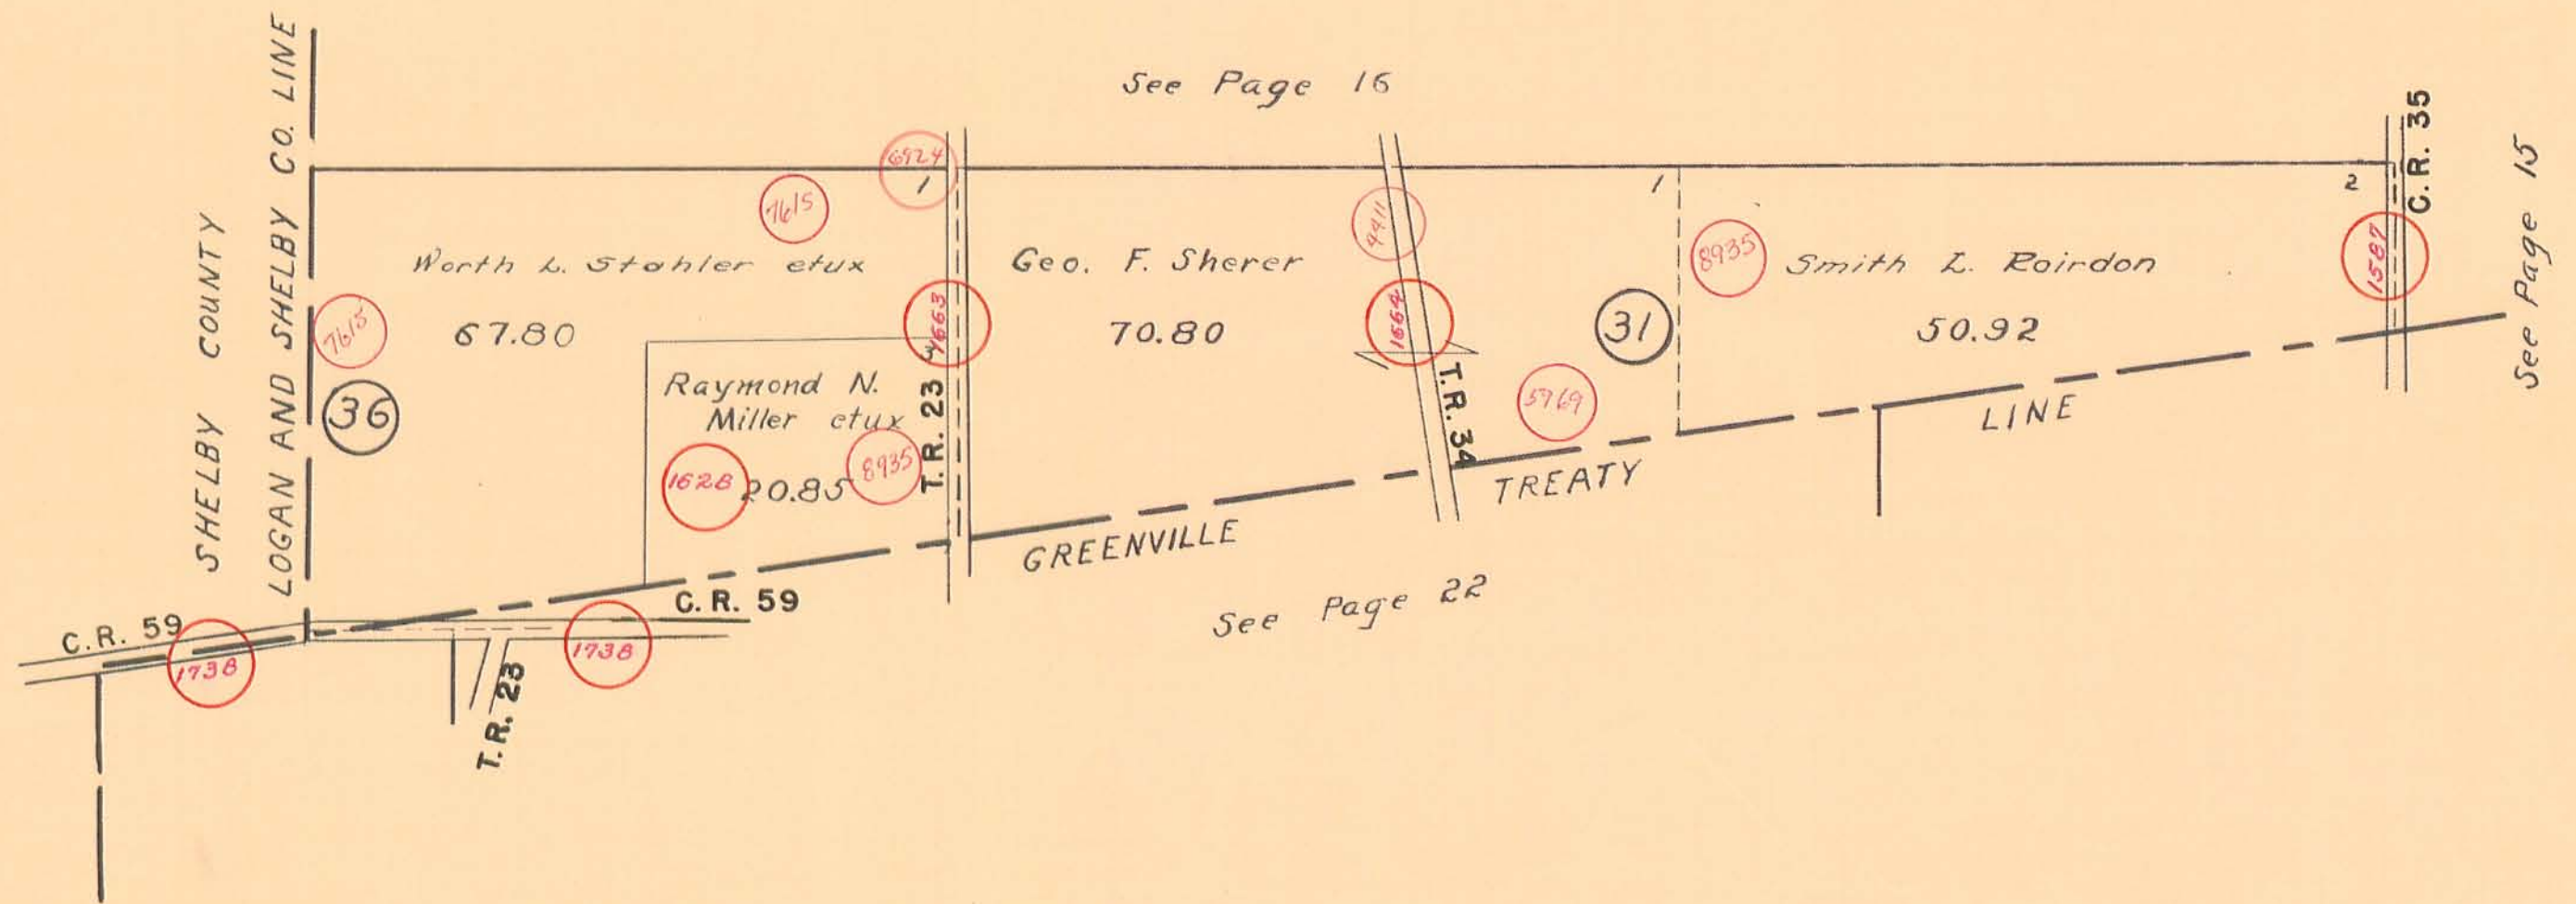 See Page 16
LOGAN AND SHELBY CO. LINE
SHELBY COUNTY
C.R. 35
See Page 15
6924
1
7615
1
2
Worth L. Stahler etux
67.80
Geo. F. Sherer
70.80
4411
8935
Smith L. Roirdon
50.92
1587
7615
36
1663
3
1664
31
Raymond N.
Miller etux
1628
20.85
8935
T.R. 23
T.R. 34
5769
GREENVILLE
TREATY
LINE
See Page 22
C.R. 59
1738
C.R. 59
1738
T.R. 23